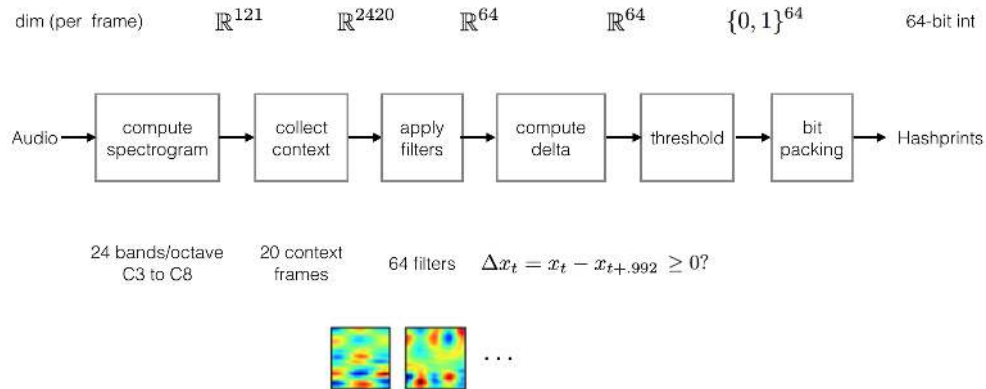 dim (per frame) ℝ^121 ℝ^2420 ℝ^64 ℝ^64 {0, 1}^64 64-bit int
Audio compute spectrogram collect context apply filters compute delta threshold bit packing Hashprints
24 bands/octave
C3 to C8
20 context
frames
64 filters
Δx_t = x_t − x_{t+.992} ≥ 0?
...